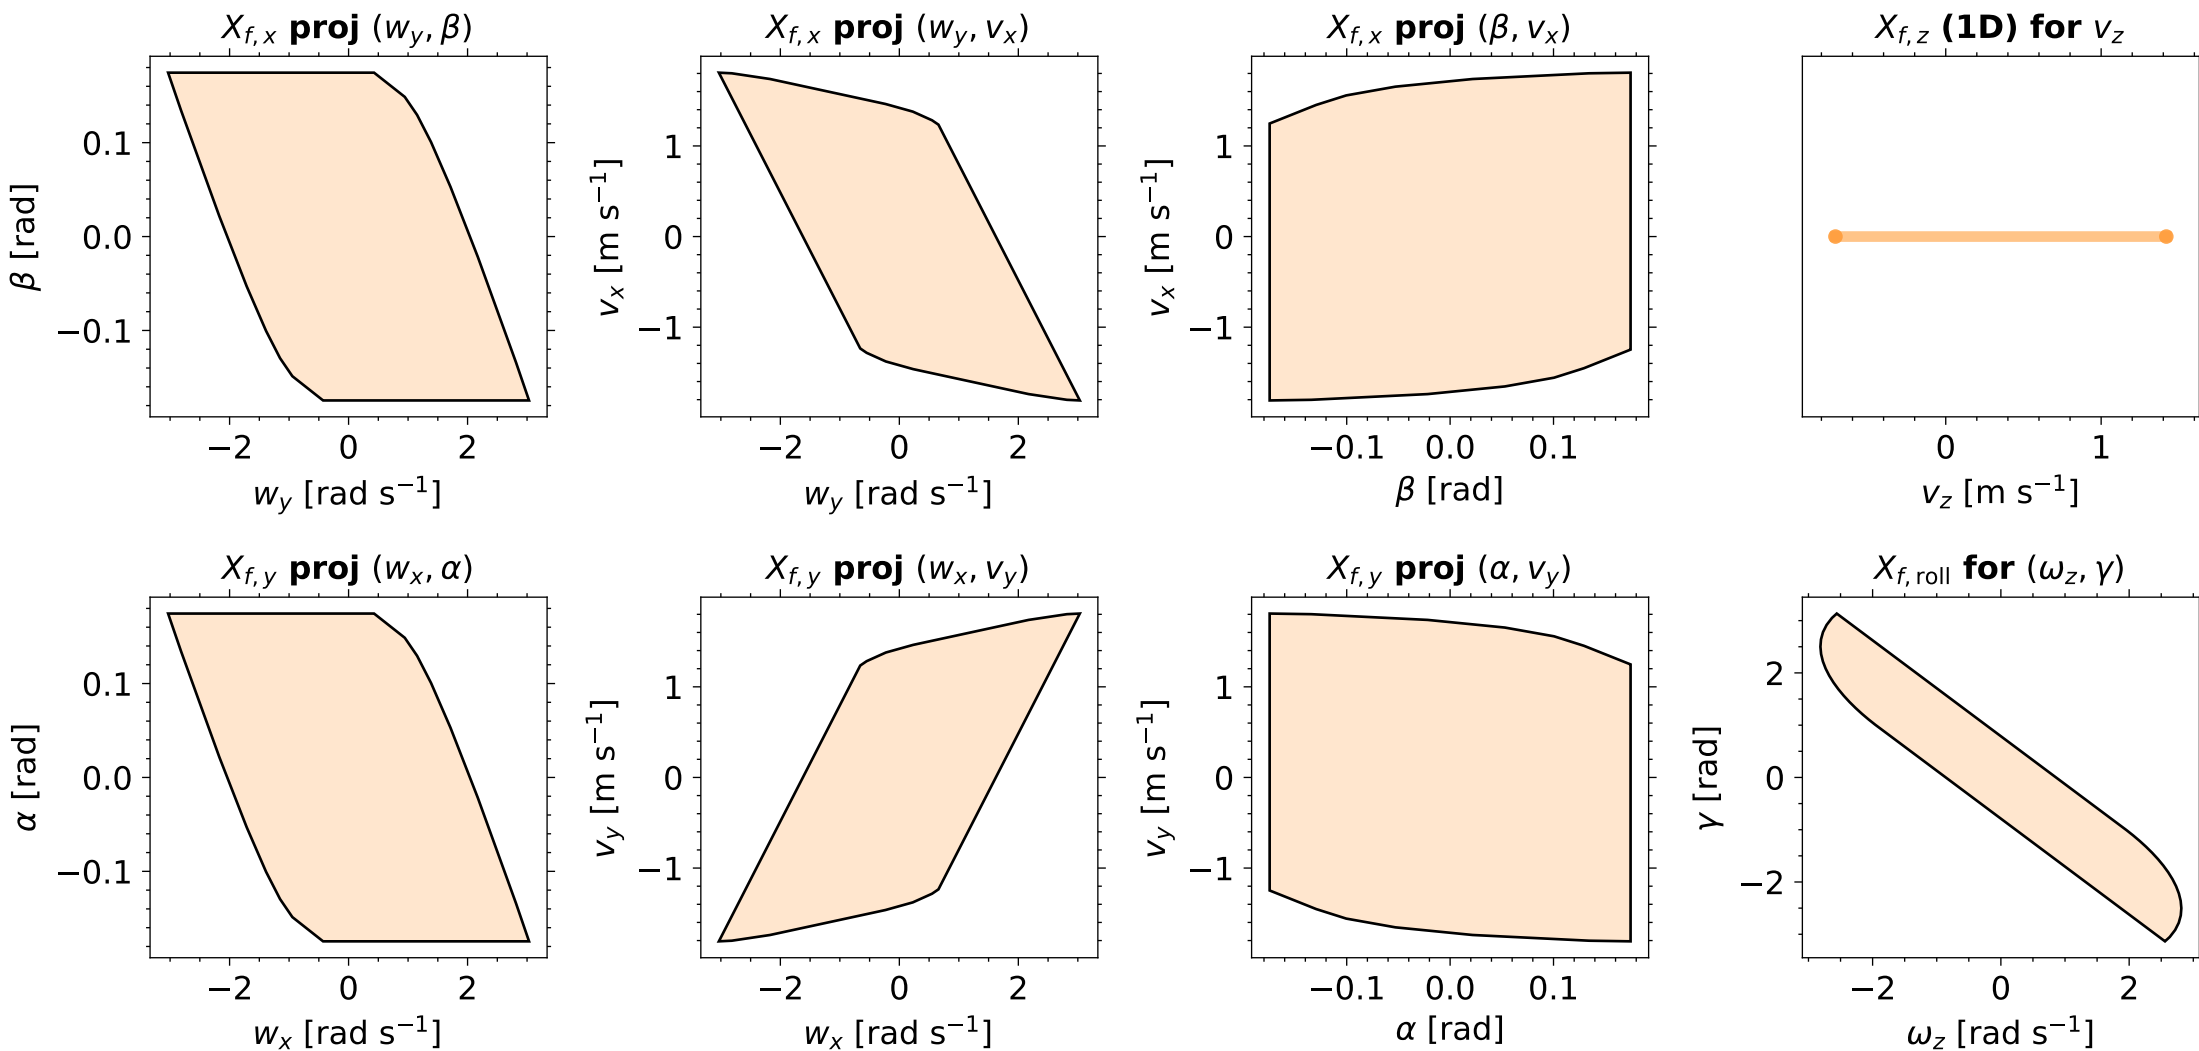 X_{f,x} proj (w_y, β)
0.1
0.0
−0.1
β [rad]
−2 0 2
w_y [rad s⁻¹]
X_{f,x} proj (w_y, v_x)
1
0
−1
v_x [m s⁻¹]
−2 0 2
w_y [rad s⁻¹]
X_{f,x} proj (β, v_x)
1
0
−1
v_x [m s⁻¹]
−0.1 0.0 0.1
β [rad]
X_{f,z} (1D) for v_z
0 1
v_z [m s⁻¹]
X_{f,y} proj (w_x, α)
0.1
0.0
−0.1
α [rad]
−2 0 2
w_x [rad s⁻¹]
X_{f,y} proj (w_x, v_y)
1
0
−1
v_y [m s⁻¹]
−2 0 2
w_x [rad s⁻¹]
X_{f,y} proj (α, v_y)
1
0
−1
v_y [m s⁻¹]
−0.1 0.0 0.1
α [rad]
X_{f,roll} for (ω_z, γ)
2
0
−2
γ [rad]
−2 0 2
ω_z [rad s⁻¹]